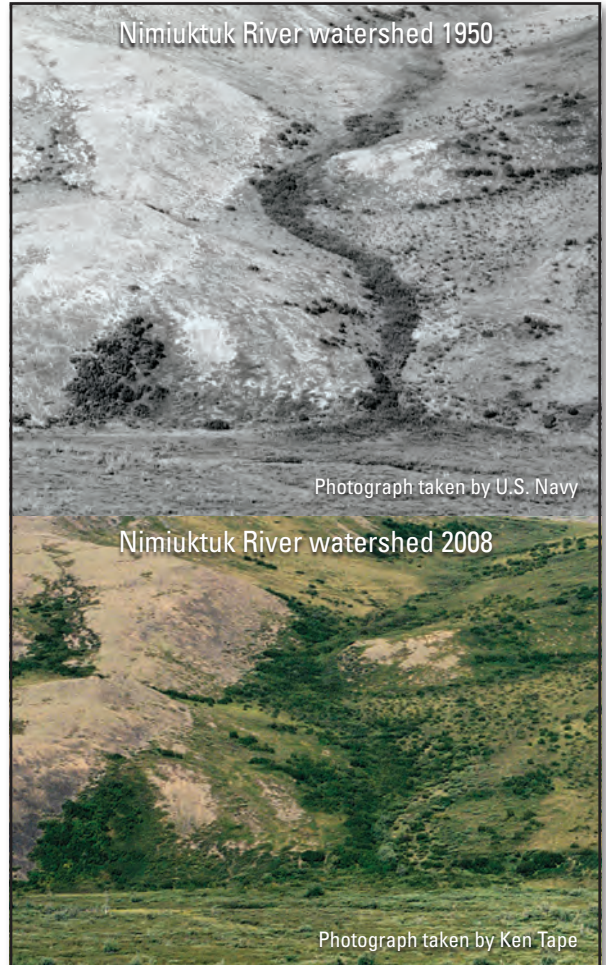 Nimiuktuk River watershed 1950
Photograph taken by U.S. Navy
Nimiuktuk River watershed 2008
Photograph taken by Ken Tape